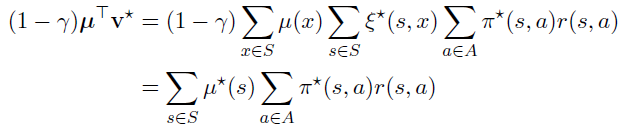 (1 − γ)μ⊤v⋆ = (1 − γ) ∑x∈S μ(x) ∑s∈S ξ⋆(s, x) ∑a∈A π⋆(s, a)r(s, a)
= ∑s∈S μ⋆(s) ∑a∈A π⋆(s, a)r(s, a)